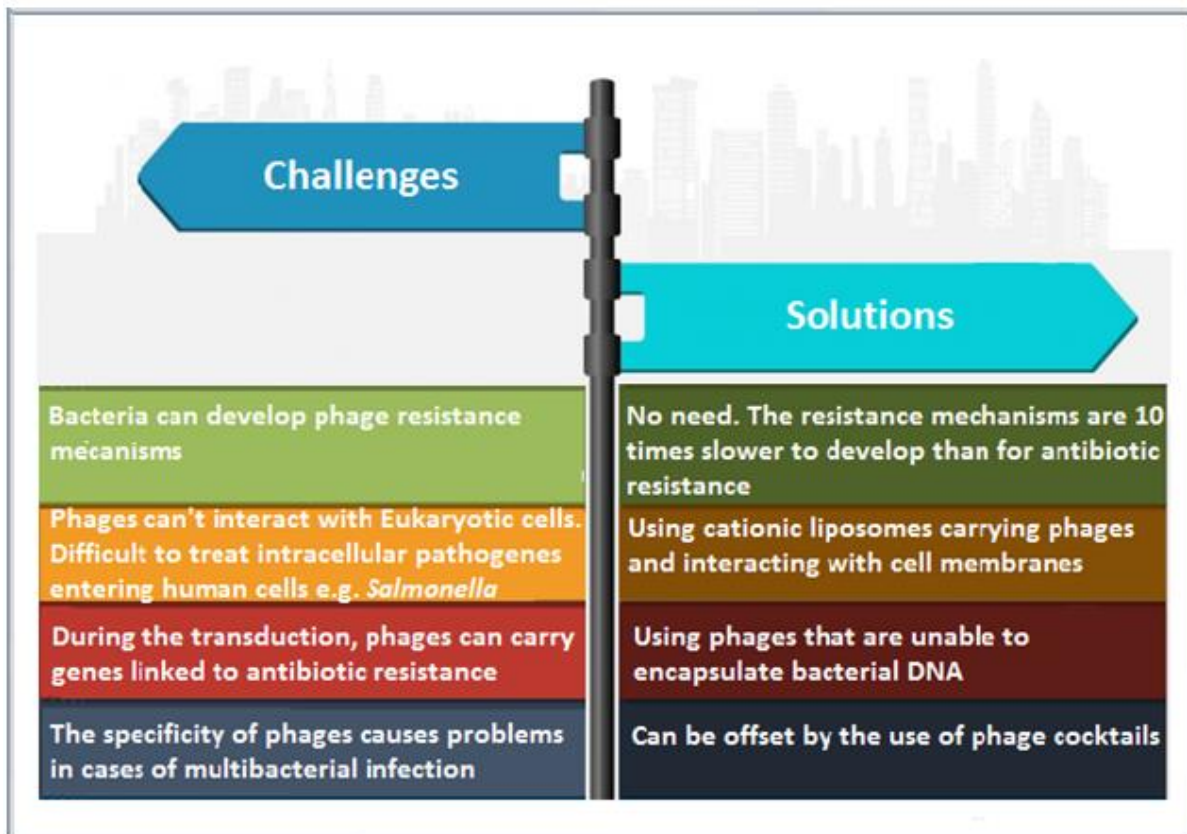 Challenges
Solutions
Bacteria can develop phage resistance
mecanisms
No need. The resistance mechanisms are 10
times slower to develop than for antibiotic
resistance
Phages can't interact with Eukaryotic cells.
Difficult to treat intracellular pathogenes
entering human cells e.g. Salmonella
Using cationic liposomes carrying phages
and interacting with cell membranes
During the transduction, phages can carry
genes linked to antibiotic resistance
Using phages that are unable to
encapsulate bacterial DNA
The specificity of phages causes problems
in cases of multibacterial infection
Can be offset by the use of phage cocktails